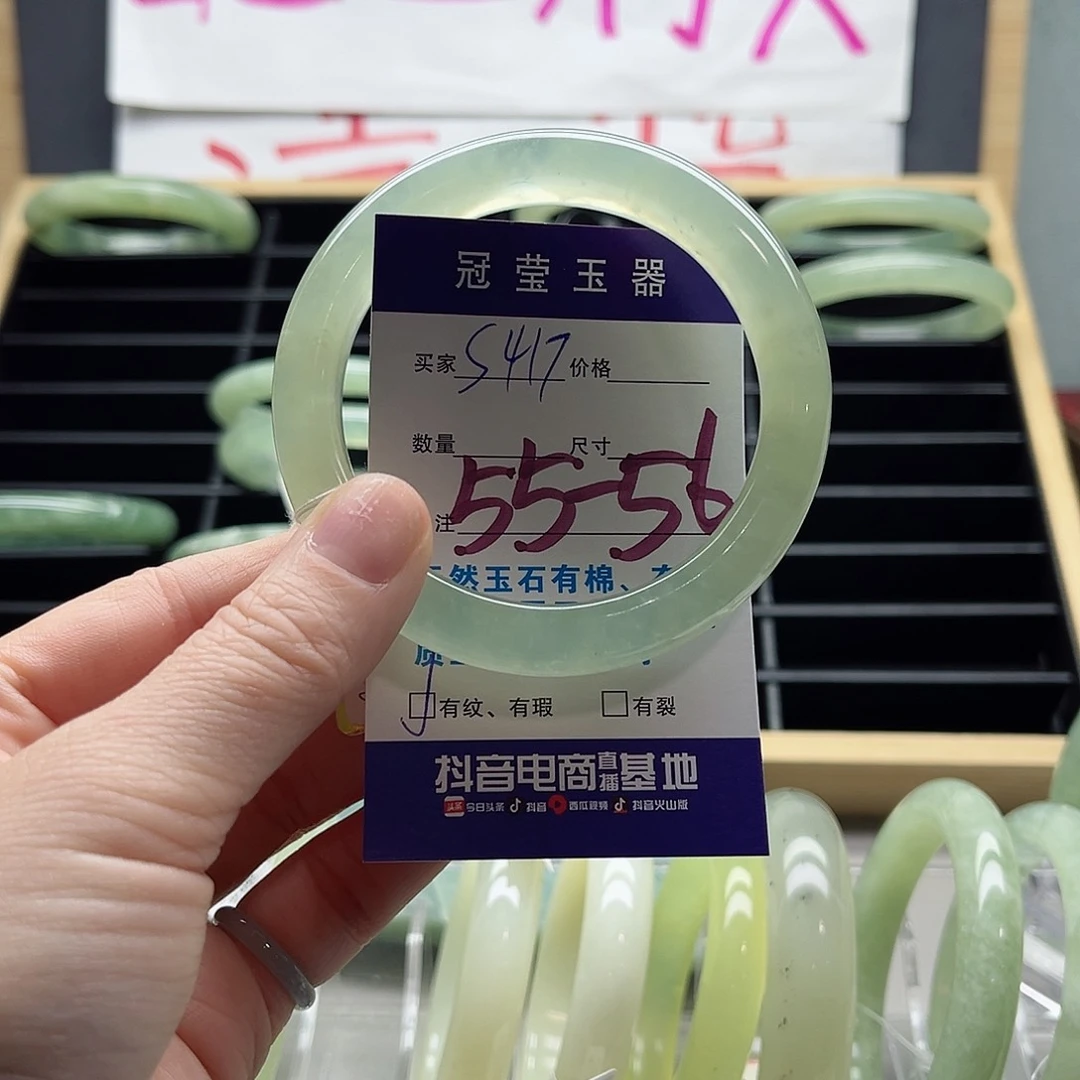 冠莹玉器
买家 S417 价格
数量 尺寸
注 55-56
然玉石有棉、
有纹、有瑕 有裂
抖音电商直播基地
头条 今日头条 抖音 西瓜视频 抖音火山版